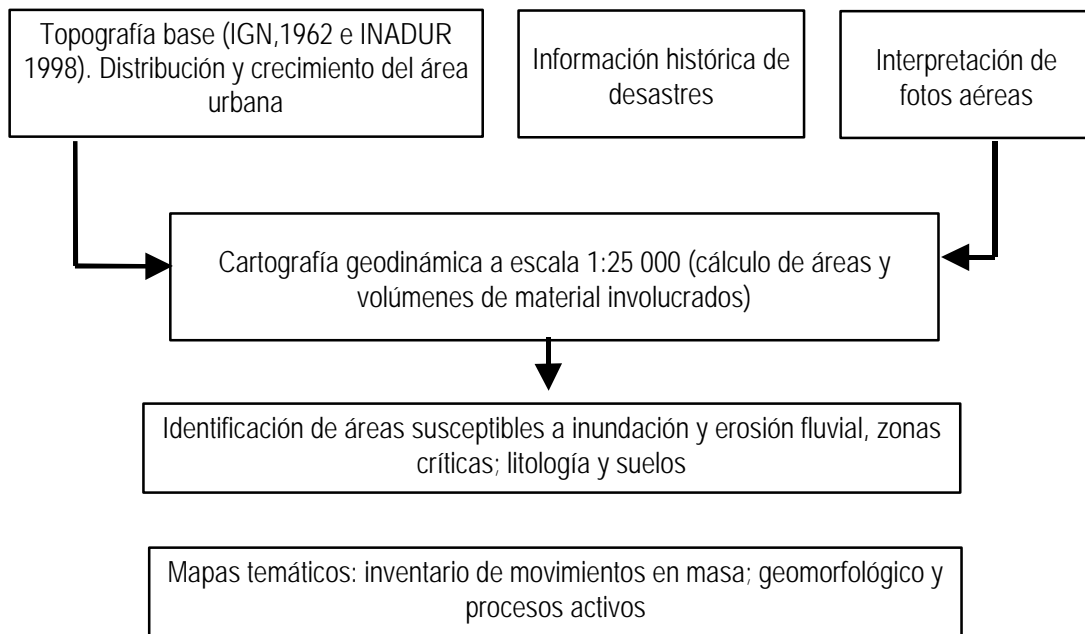 Topografía base (IGN,1962 e INADUR
1998). Distribución y crecimiento del área
urbana
Información histórica de
desastres
Interpretación de
fotos aéreas
Cartografía geodinámica a escala 1:25 000 (cálculo de áreas y
volúmenes de material involucrados)
Identificación de áreas susceptibles a inundación y erosión fluvial, zonas
críticas; litología y suelos
Mapas temáticos: inventario de movimientos en masa; geomorfológico y
procesos activos